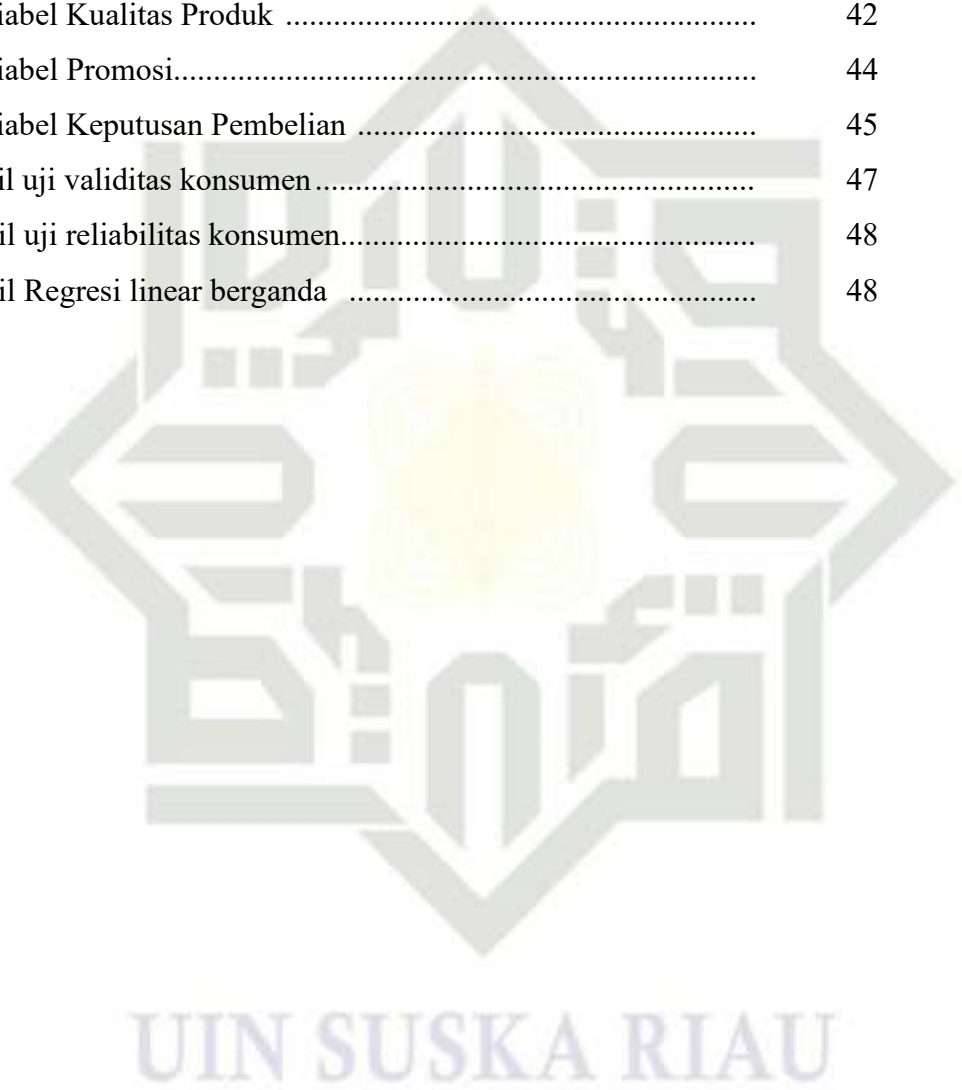 iabel Kualitas Produk ........................................................... 42
iabel Promosi......................................................................... 44
iabel Keputusan Pembelian .................................................. 45
il uji validitas konsumen....................................................... 47
il uji reliabilitas konsumen.................................................... 48
il Regresi linear berganda ................................................... 48
UIN SUSKA RIAU